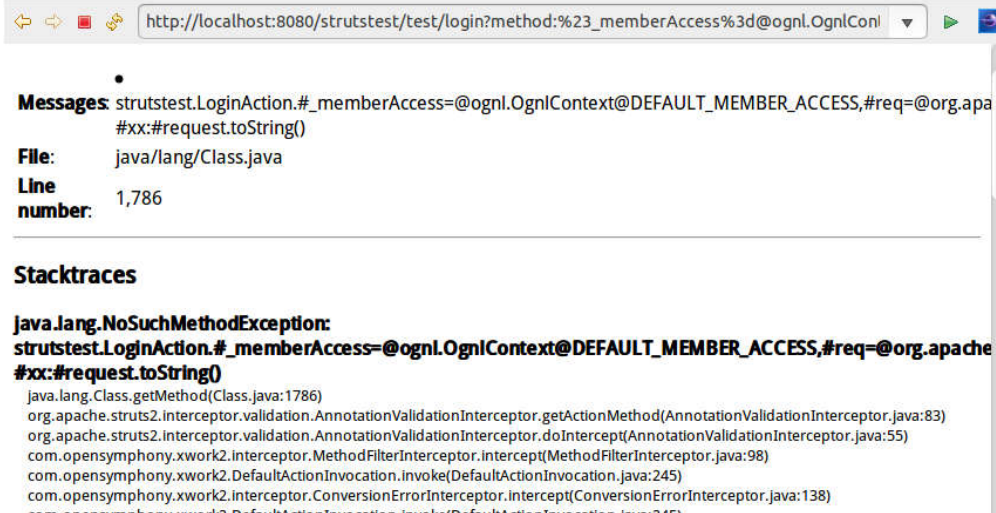 http://localhost:8080/strutstest/test/login?method:%23_memberAccess%3d@ognl.OgnlCont
Messages: strutstest.LoginAction.#_memberAccess=@ognl.OgnlContext@DEFAULT_MEMBER_ACCESS,#req=@org.apa
#xx:#request.toString()
File: java/lang/Class.java
Line
number: 1,786
Stacktraces
java.lang.NoSuchMethodException:
strutstest.LoginAction.#_memberAccess=@ognl.OgnlContext@DEFAULT_MEMBER_ACCESS,#req=@org.apache
#xx:#request.toString()
java.lang.Class.getMethod(Class.java:1786)
org.apache.struts2.interceptor.validation.AnnotationValidationInterceptor.getActionMethod(AnnotationValidationInterceptor.java:83)
org.apache.struts2.interceptor.validation.AnnotationValidationInterceptor.doIntercept(AnnotationValidationInterceptor.java:55)
com.opensymphony.xwork2.interceptor.MethodFilterInterceptor.intercept(MethodFilterInterceptor.java:98)
com.opensymphony.xwork2.DefaultActionInvocation.invoke(DefaultActionInvocation.java:245)
com.opensymphony.xwork2.interceptor.ConversionErrorInterceptor.intercept(ConversionErrorInterceptor.java:138)